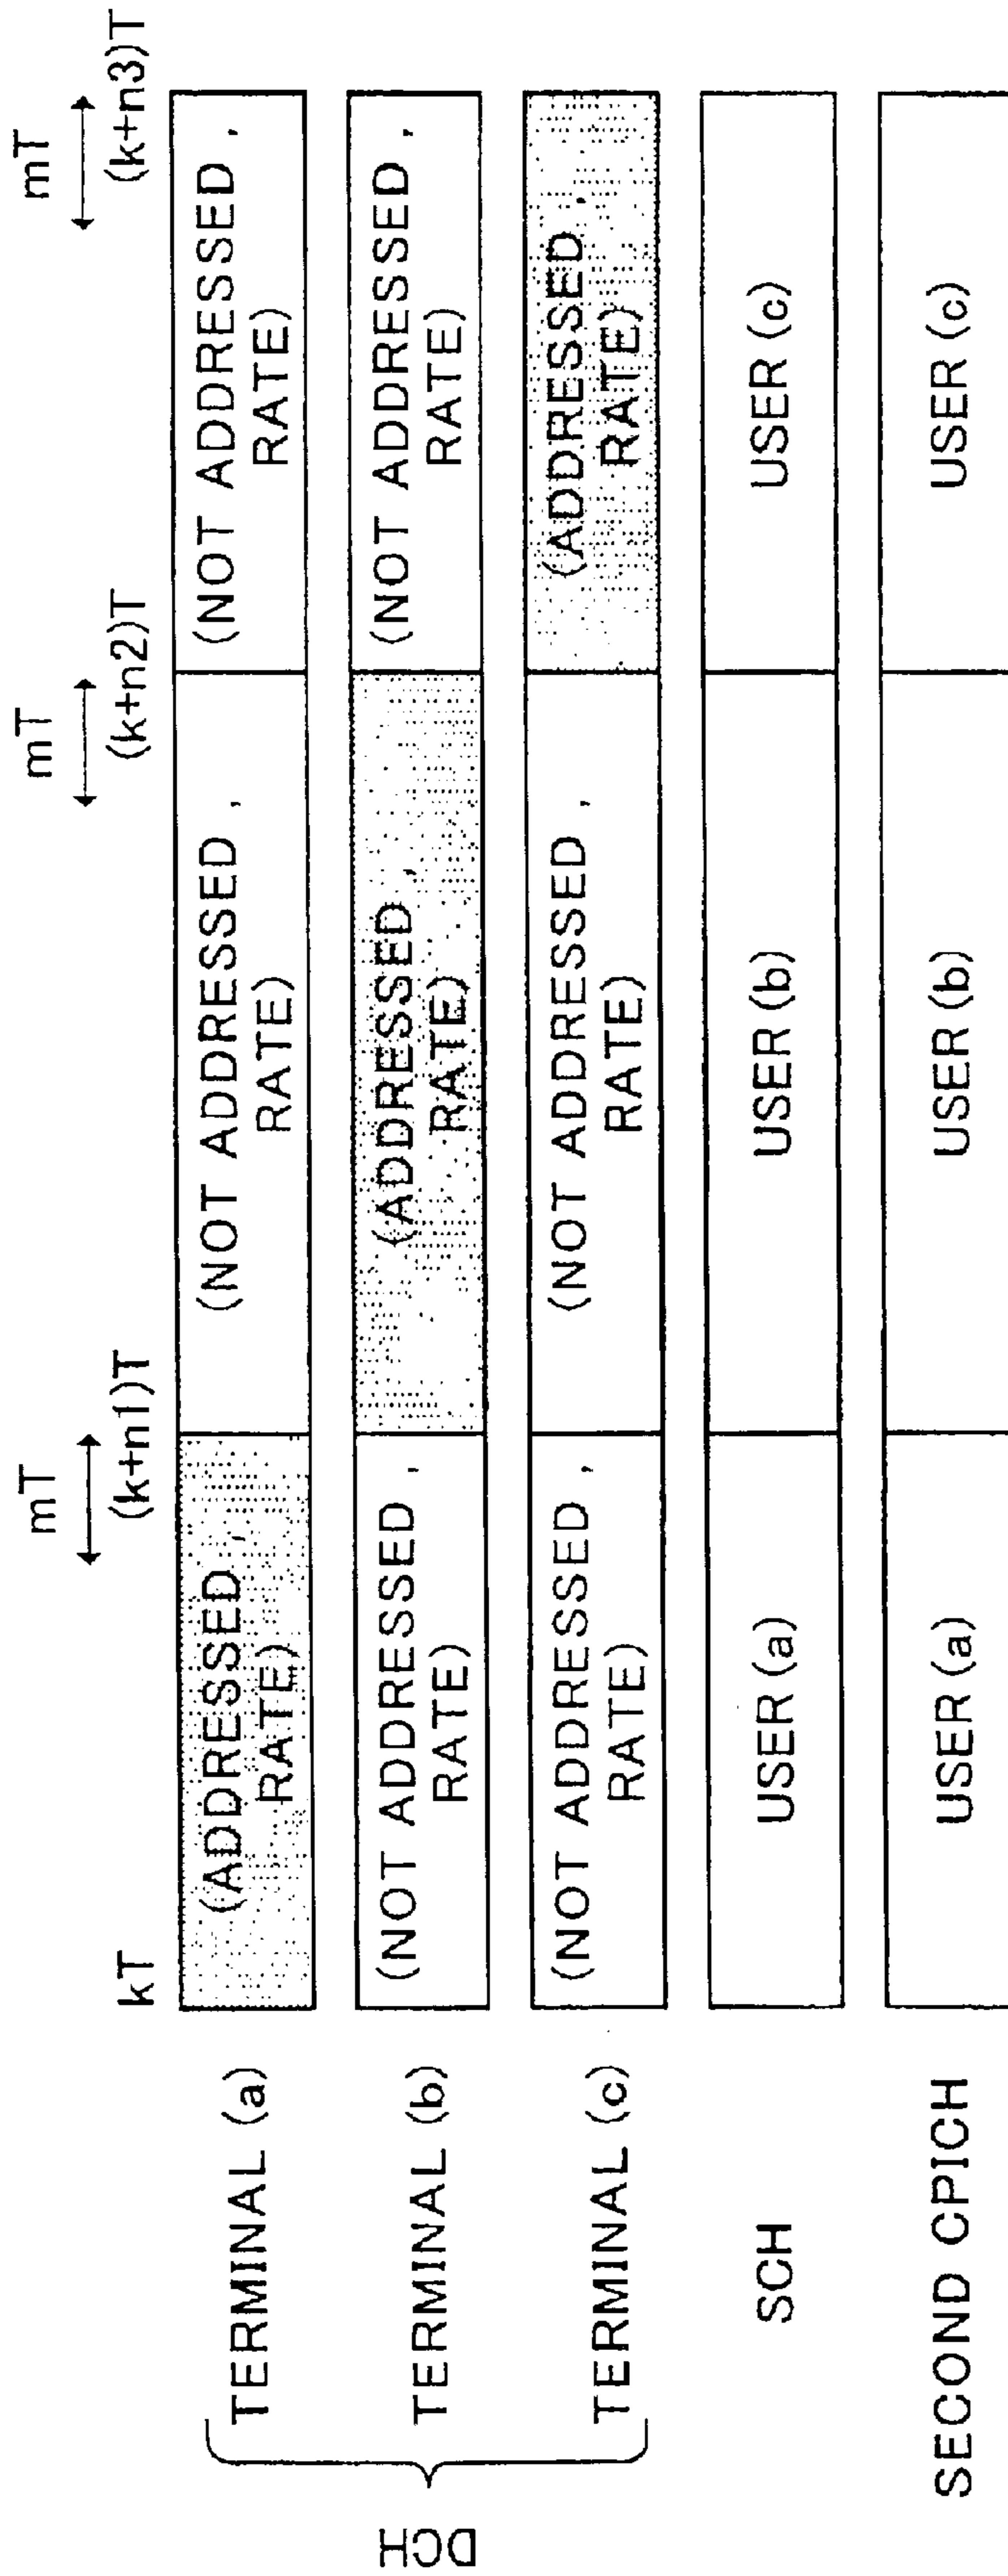 mT mT mT
kT (k+n1)T (k+n2)T (k+n3)T
DCH
TERMINAL (a)
(ADDRESSED ,
RATE)
(NOT ADDRESSED ,
RATE)
(NOT ADDRESSED ,
RATE)
TERMINAL (b)
(NOT ADDRESSED ,
RATE)
(ADDRESSED ,
RATE)
(NOT ADDRESSED ,
RATE)
TERMINAL (c)
(NOT ADDRESSED ,
RATE)
(NOT ADDRESSED ,
RATE)
(ADDRESSED ,
RATE)
SCH
USER (a)
USER (b)
USER (c)
SECOND CPICH
USER (a)
USER (b)
USER (c)